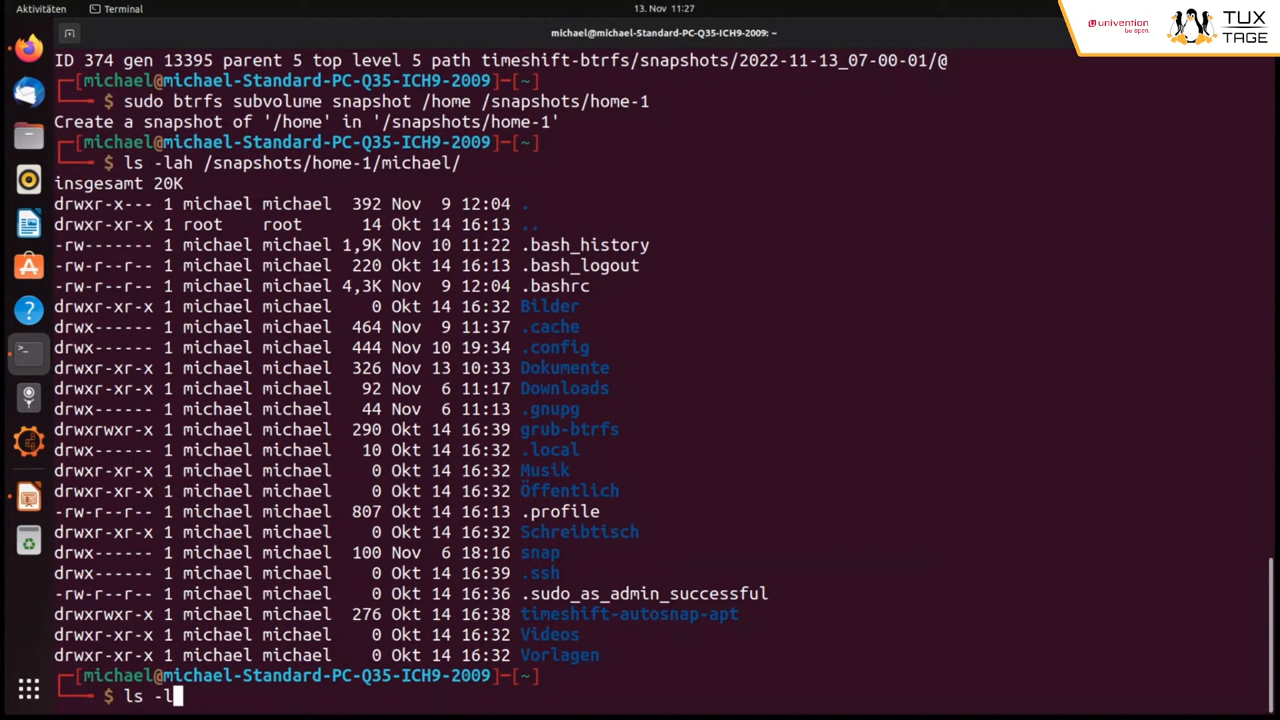 Aktivitäten
Terminal
13. Nov 11:27
univention
be open.
TUX
TAGE
michael@michael-Standard-PC-Q35-ICH9-2009: ~
ID 374 gen 13395 parent 5 top level 5 path timeshift-btrfs/snapshots/2022-11-13_07-00-01/@
[michael@michael-Standard-PC-Q35-ICH9-2009]-[~]
$ sudo btrfs subvolume snapshot /home /snapshots/home-1
Create a snapshot of '/home' in '/snapshots/home-1'
[michael@michael-Standard-PC-Q35-ICH9-2009]-[~]
$ ls -lah /snapshots/home-1/michael/
insgesamt 20K
drwxr-x--- 1 michael michael 392 Nov 9 12:04 .
drwxr-xr-x 1 root root 14 Okt 14 16:13 ..
-rw------- 1 michael michael 1,9K Nov 10 11:22 .bash_history
-rw-r--r-- 1 michael michael 220 Okt 14 16:13 .bash_logout
-rw-r--r-- 1 michael michael 4,3K Nov 9 12:04 .bashrc
drwxr-xr-x 1 michael michael 0 Okt 14 16:32 Bilder
drwx------ 1 michael michael 464 Nov 9 11:37 .cache
drwx------ 1 michael michael 444 Nov 10 19:34 .config
drwxr-xr-x 1 michael michael 326 Nov 13 10:33 Dokumente
drwxr-xr-x 1 michael michael 92 Nov 6 11:17 Downloads
drwx------ 1 michael michael 44 Nov 6 11:13 .gnupg
drwxrwxr-x 1 michael michael 290 Okt 14 16:39 grub-btrfs
drwx------ 1 michael michael 10 Okt 14 16:32 .local
drwxr-xr-x 1 michael michael 0 Okt 14 16:32 Musik
drwxr-xr-x 1 michael michael 0 Okt 14 16:32 Öffentlich
-rw-r--r-- 1 michael michael 807 Okt 14 16:13 .profile
drwxr-xr-x 1 michael michael 0 Okt 14 16:32 Schreibtisch
drwx------ 1 michael michael 100 Nov 6 18:16 snap
drwx------ 1 michael michael 0 Okt 14 16:39 .ssh
-rw-r--r-- 1 michael michael 0 Okt 14 16:36 .sudo_as_admin_successful
drwxrwxr-x 1 michael michael 276 Okt 14 16:38 timeshift-autosnap-apt
drwxr-xr-x 1 michael michael 0 Okt 14 16:32 Videos
drwxr-xr-x 1 michael michael 0 Okt 14 16:32 Vorlagen
[michael@michael-Standard-PC-Q35-ICH9-2009]-[~]
$ ls -l